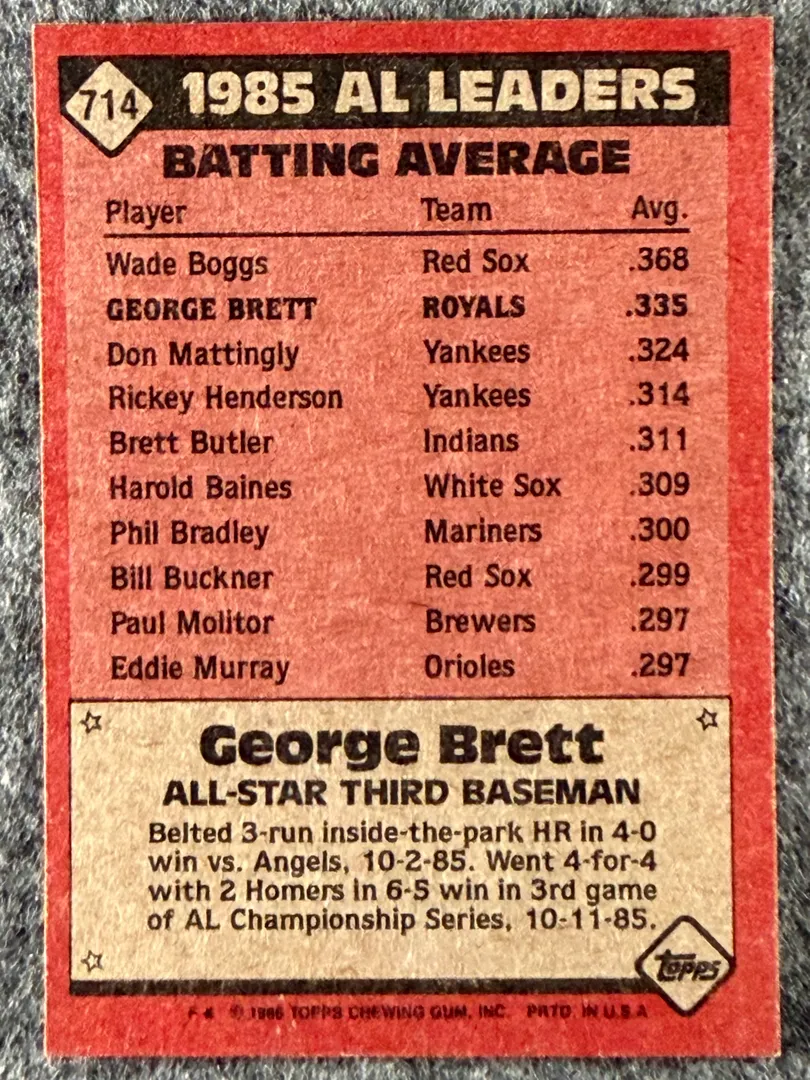 714 1985 AL LEADERS
BATTING AVERAGE
Player Team Avg.
Wade Boggs Red Sox .368
GEORGE BRETT ROYALS .335
Don Mattingly Yankees .324
Rickey Henderson Yankees .314
Brett Butler Indians .311
Harold Baines White Sox .309
Phil Bradley Mariners .300
Bill Buckner Red Sox .299
Paul Molitor Brewers .297
Eddie Murray Orioles .297
George Brett
ALL-STAR THIRD BASEMAN
Belted 3-run inside-the-park HR in 4-0
win vs. Angels, 10-2-85. Went 4-for-4
with 2 Homers in 6-5 win in 3rd game
of AL Championship Series, 10-11-85.
topps
© 1986 TOPPS CHEWING GUM, INC. PRTD. IN U.S.A